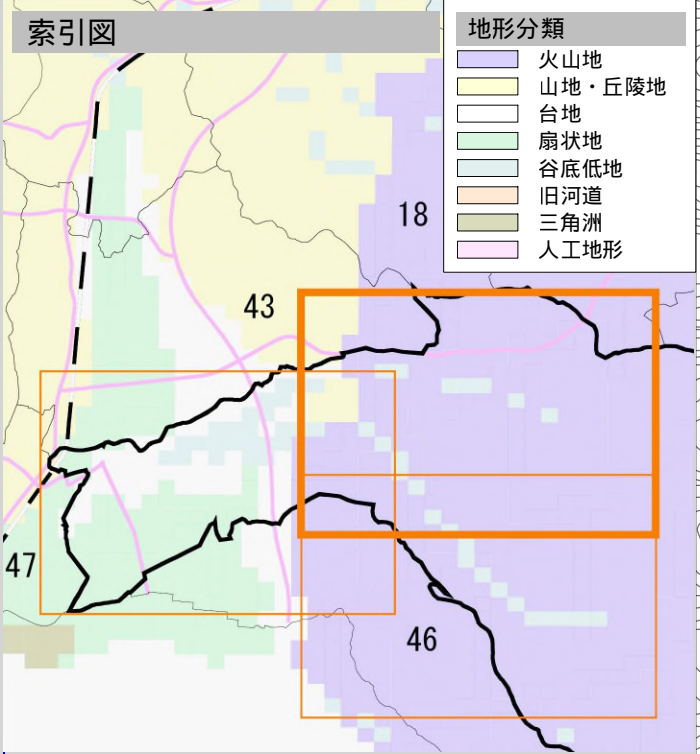 索引図
地形分類
火山地
山地・丘陵地
台地
扇状地
谷底低地
旧河道
三角洲
人工地形
18
43
47
46